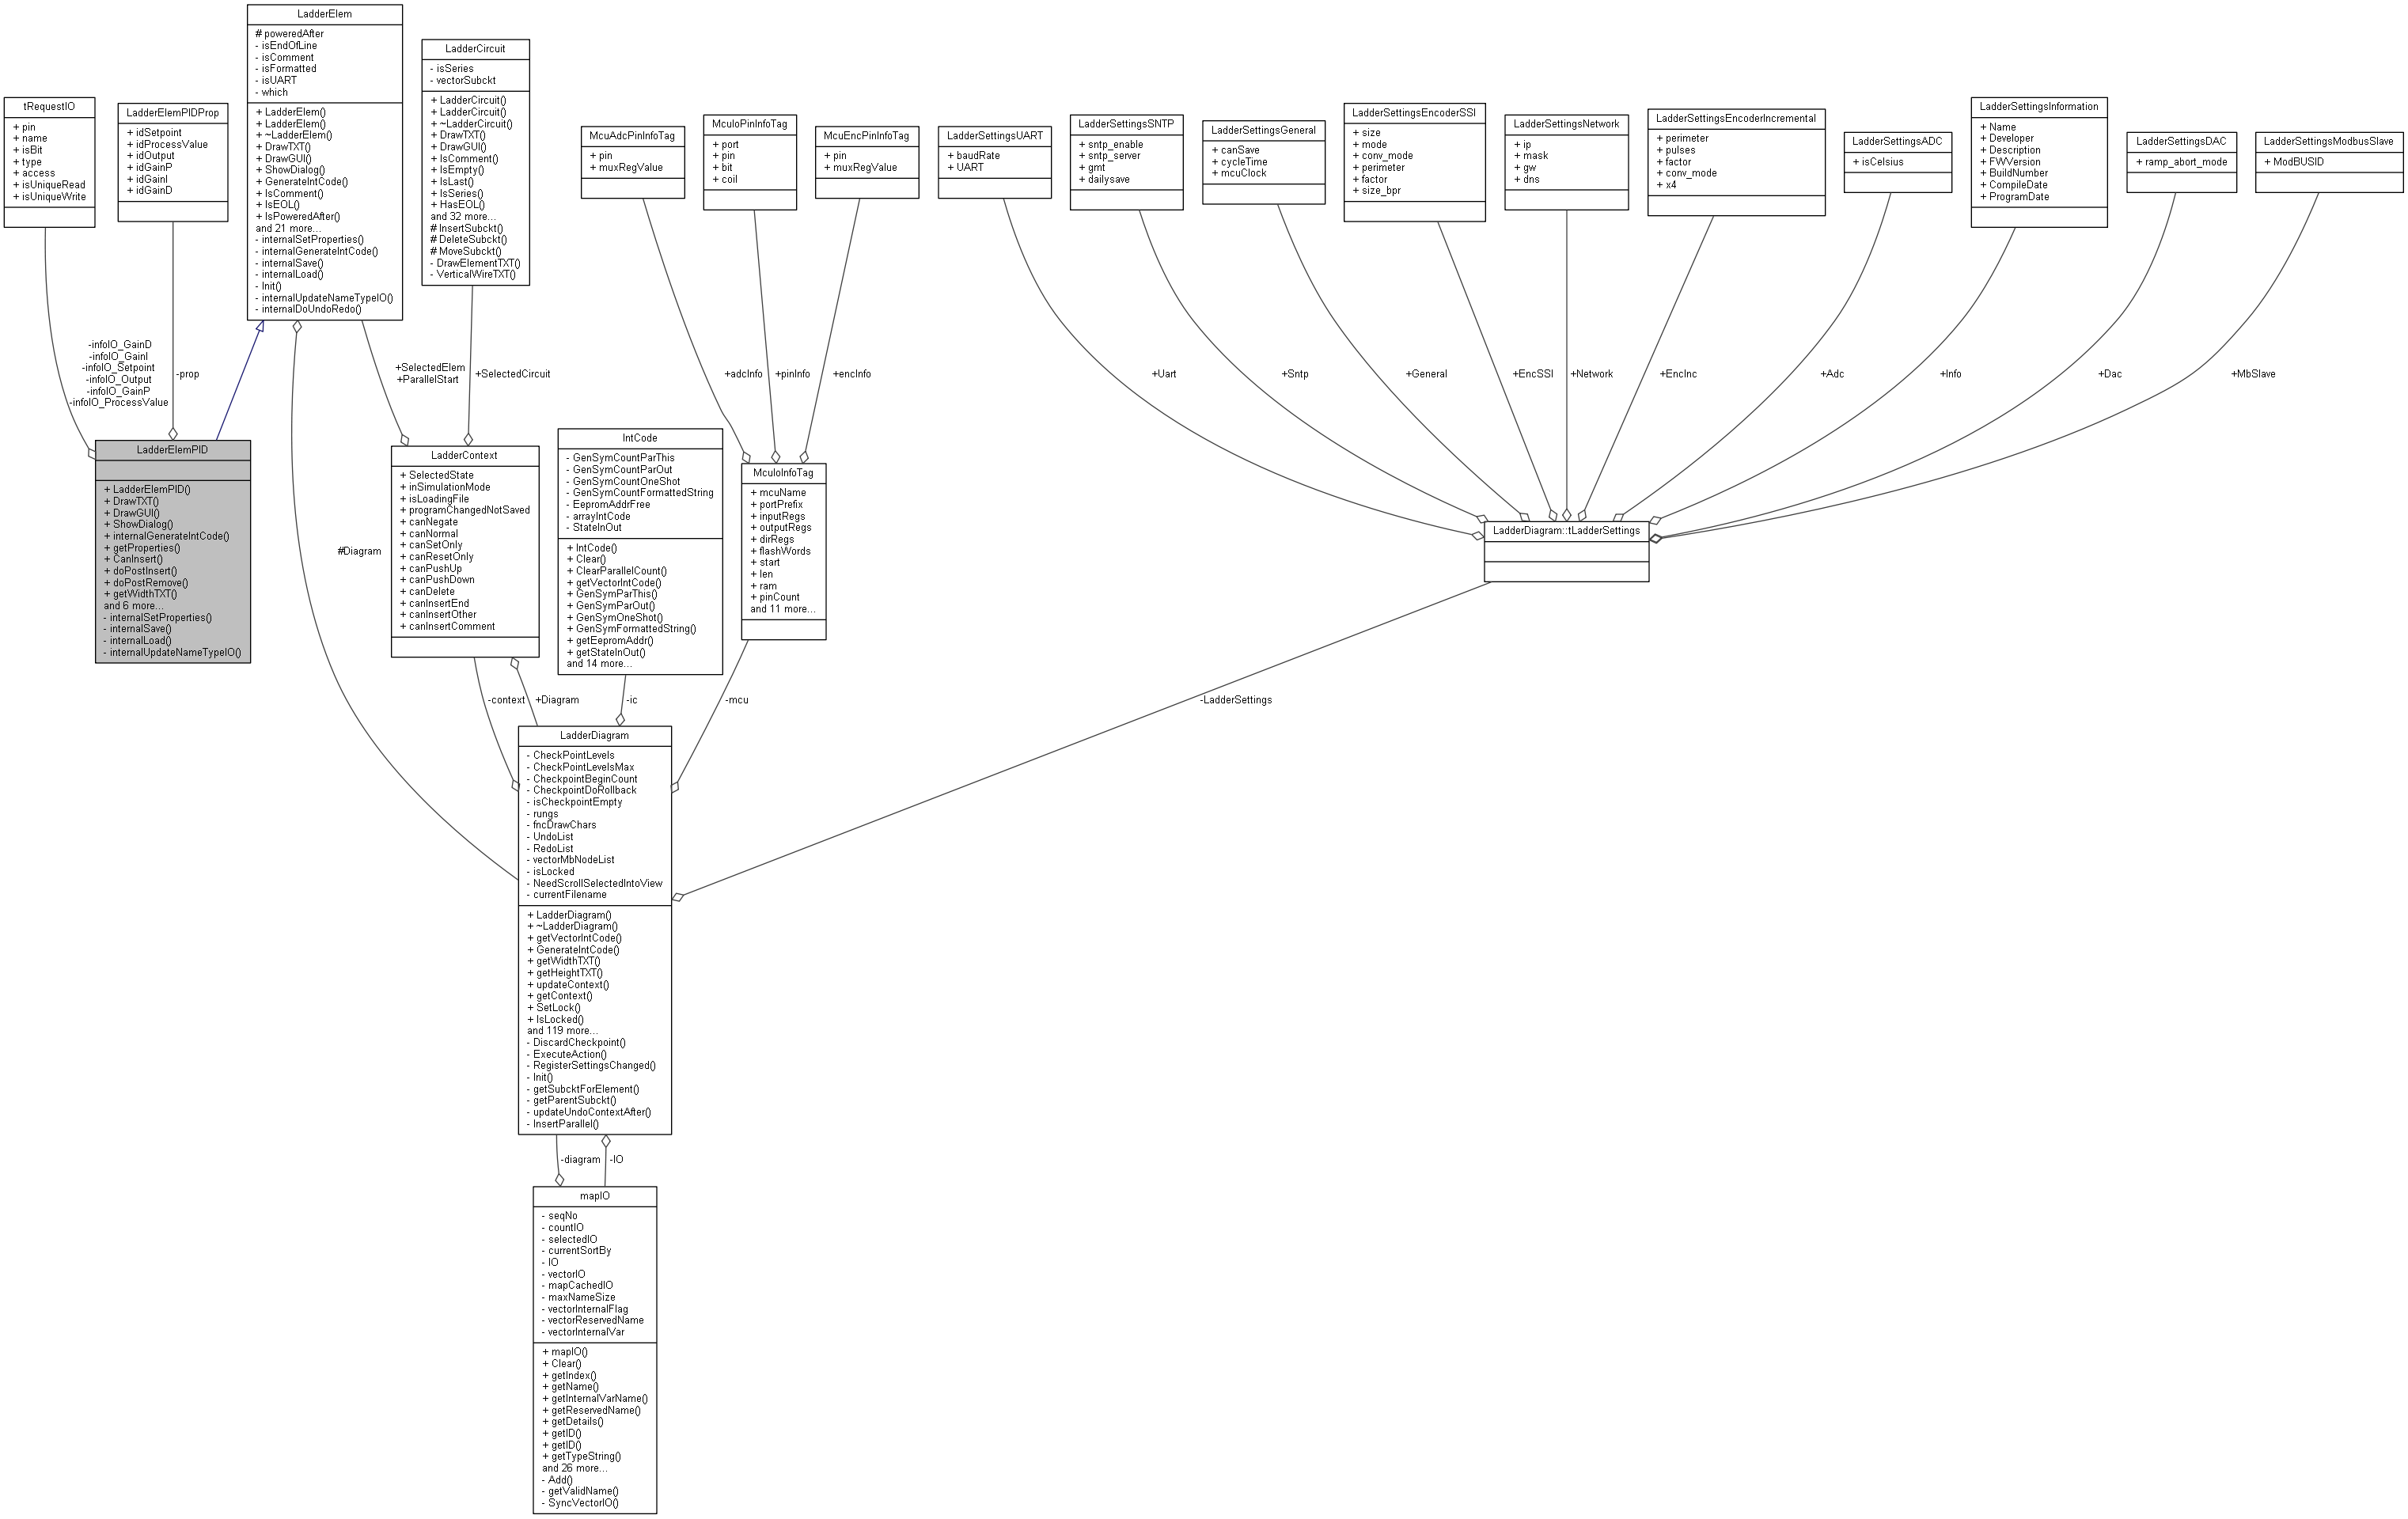 LadderElem
# poweredAfter
- isEndOfLine
- isComment
- isFormatted
- isUART
- which
+ LadderElem()
+ LadderElem()
+ ~LadderElem()
+ DrawTXT()
+ DrawGUI()
+ ShowDialog()
+ GenerateIntCode()
+ IsComment()
+ IsEOL()
+ IsPoweredAfter()
and 21 more...
- internalSetProperties()
- internalGenerateIntCode()
- internalSave()
- internalLoad()
- Init()
- internalUpdateNameTypeIO()
- internalDoUndoRedo()
LadderCircuit
- isSeries
- vectorSubckt
+ LadderCircuit()
+ LadderCircuit()
+ ~LadderCircuit()
+ DrawTXT()
+ DrawGUI()
+ IsComment()
+ IsEmpty()
+ IsLast()
+ IsSeries()
+ HasEOL()
and 32 more...
# InsertSubckt()
# DeleteSubckt()
# MoveSubckt()
- DrawElementTXT()
- VerticalWireTXT()
tRequestIO
+ pin
+ name
+ isBit
+ type
+ access
+ isUniqueRead
+ isUniqueWrite
LadderElemPIDProp
+ idSetpoint
+ idProcessValue
+ idOutput
+ idGainP
+ idGainI
+ idGainD
McuAdcPinInfoTag
+ pin
+ muxRegValue
McuIoPinInfoTag
+ port
+ pin
+ bit
+ coil
McuEncPinInfoTag
+ pin
+ muxRegValue
LadderSettingsUART
+ baudRate
+ UART
LadderSettingsSNTP
+ sntp_enable
+ sntp_server
+ gmt
+ dailysave
LadderSettingsGeneral
+ canSave
+ cycleTime
+ mcuClock
LadderSettingsEncoderSSI
+ size
+ mode
+ conv_mode
+ perimeter
+ factor
+ size_bpr
LadderSettingsNetwork
+ ip
+ mask
+ gw
+ dns
LadderSettingsEncoderIncremental
+ perimeter
+ pulses
+ factor
+ conv_mode
+ x4
LadderSettingsADC
+ isCelsius
LadderSettingsInformation
+ Name
+ Developer
+ Description
+ FWVersion
+ BuildNumber
+ CompileDate
+ ProgramDate
LadderSettingsDAC
+ ramp_abort_mode
LadderSettingsModbusSlave
+ ModBUSID
-infoIO_GainD
-infoIO_GainI
-infoIO_Setpoint
-infoIO_Output
-infoIO_GainP
-infoIO_ProcessValue
-prop
+SelectedElem
+ParallelStart
+SelectedCircuit
+adcInfo
+pinInfo
+encInfo
+Uart
+Sntp
+General
+EncSSI
+Network
+EncInc
+Adc
+Info
+Dac
+MbSlave
LadderElemPID
+ LadderElemPID()
+ DrawTXT()
+ DrawGUI()
+ ShowDialog()
+ internalGenerateIntCode()
+ getProperties()
+ CanInsert()
+ doPostInsert()
+ doPostRemove()
+ getWidthTXT()
and 6 more...
- internalSetProperties()
- internalSave()
- internalLoad()
- internalUpdateNameTypeIO()
#Diagram
LadderContext
+ SelectedState
+ inSimulationMode
+ isLoadingFile
+ programChangedNotSaved
+ canNegate
+ canNormal
+ canSetOnly
+ canResetOnly
+ canPushUp
+ canPushDown
+ canDelete
+ canInsertEnd
+ canInsertOther
+ canInsertComment
IntCode
- GenSymCountParThis
- GenSymCountParOut
- GenSymCountOneShot
- GenSymCountFormattedString
- EepromAddrFree
- arrayIntCode
- StateInOut
+ IntCode()
+ Clear()
+ ClearParallelCount()
+ getVectorIntCode()
+ GenSymParThis()
+ GenSymParOut()
+ GenSymOneShot()
+ GenSymFormattedString()
+ getEepromAddr()
+ getStateInOut()
and 14 more...
McuIoInfoTag
+ mcuName
+ portPrefix
+ inputRegs
+ outputRegs
+ dirRegs
+ flashWords
+ start
+ len
+ ram
+ pinCount
and 11 more...
LadderDiagram::tLadderSettings
-context
+Diagram
-ic
-mcu
-LadderSettings
LadderDiagram
- CheckPointLevels
- CheckPointLevelsMax
- CheckpointBeginCount
- CheckpointDoRollback
- isCheckpointEmpty
- rungs
- fncDrawChars
- UndoList
- RedoList
- vectorMbNodeList
- isLocked
- NeedScrollSelectedIntoView
- currentFilename
+ LadderDiagram()
+ ~LadderDiagram()
+ getVectorIntCode()
+ GenerateIntCode()
+ getWidthTXT()
+ getHeightTXT()
+ updateContext()
+ getContext()
+ SetLock()
+ IsLocked()
and 119 more...
- DiscardCheckpoint()
- ExecuteAction()
- RegisterSettingsChanged()
- Init()
- getSubcktForElement()
- getParentSubckt()
- updateUndoContextAfter()
- InsertParallel()
-diagram
-IO
mapIO
- seqNo
- countIO
- selectedIO
- currentSortBy
- IO
- vectorIO
- mapCachedIO
- maxNameSize
- vectorInternalFlag
- vectorReservedName
- vectorInternalVar
+ mapIO()
+ Clear()
+ getIndex()
+ getName()
+ getInternalVarName()
+ getReservedName()
+ getDetails()
+ getID()
+ getID()
+ getTypeString()
and 26 more...
- Add()
- getValidName()
- SyncVectorIO()